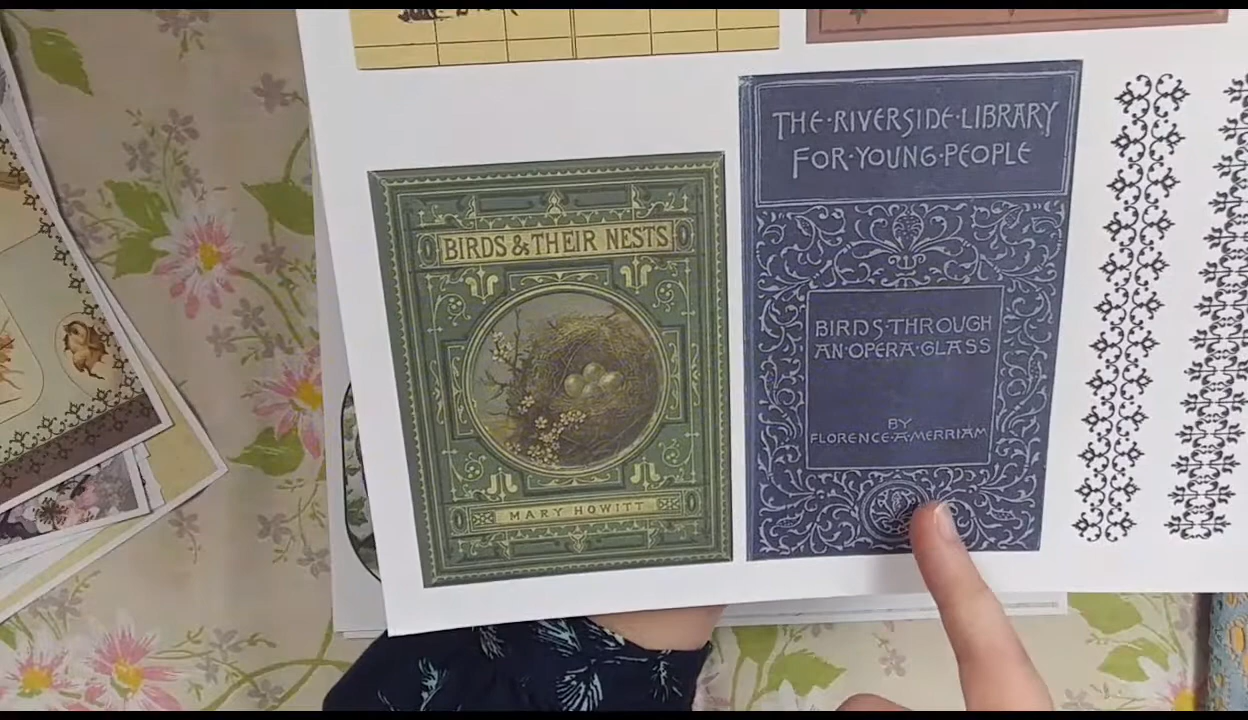 BIRDS & THEIR NESTS
MARY HOWITT
THE·RIVERSIDE·LIBRARY
FOR·YOUNG·PEOPLE
BIRDS·THROUGH
AN·OPERA·GLASS
BY
FLORENCE·A·MERRIAM